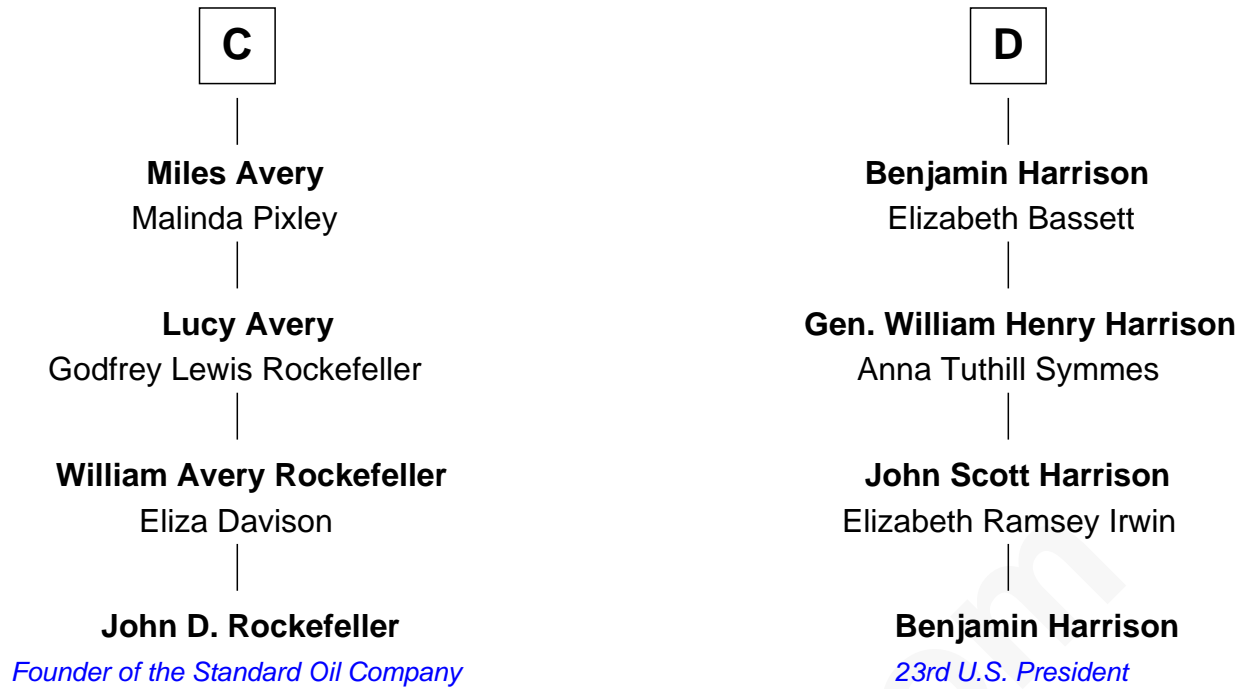 C
Miles Avery
Malinda Pixley
Lucy Avery
Godfrey Lewis Rockefeller
William Avery Rockefeller
Eliza Davison
John D. Rockefeller
Founder of the Standard Oil Company
D
Benjamin Harrison
Elizabeth Bassett
Gen. William Henry Harrison
Anna Tuthill Symmes
John Scott Harrison
Elizabeth Ramsey Irwin
Benjamin Harrison
23rd U.S. President